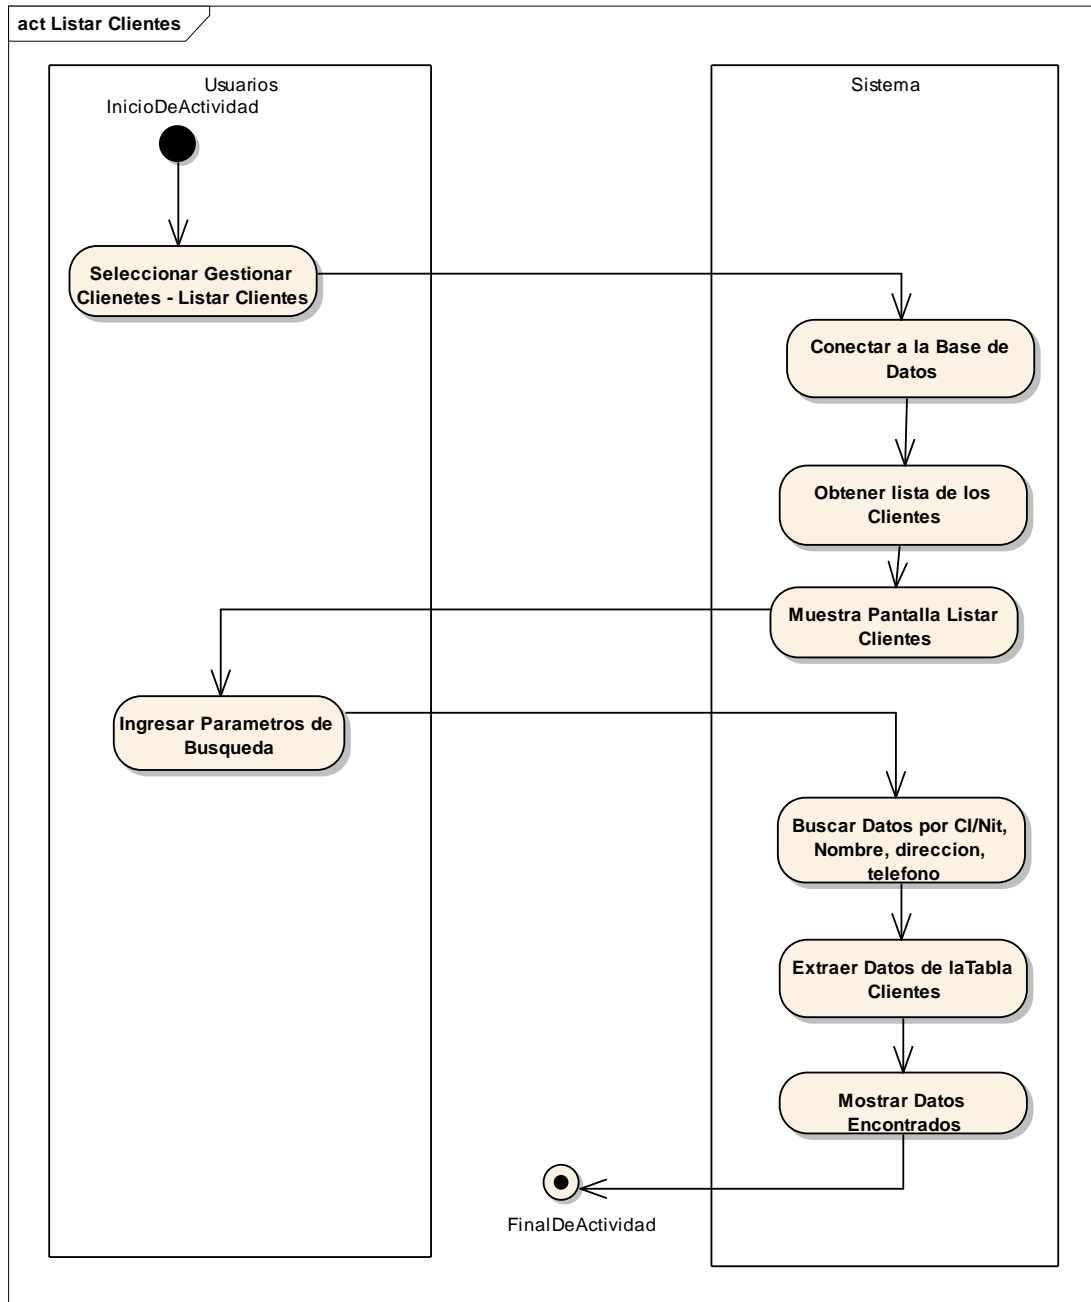 act Listar Clientes
Usuarios
InicioDeActividad
Sistema
Seleccionar Gestionar
Clienetes - Listar Clientes
Conectar a la Base de
Datos
Obtener lista de los
Clientes
Muestra Pantalla Listar
Clientes
Ingresar Parametros de
Busqueda
Buscar Datos por CI/Nit,
Nombre, direccion,
telefono
Extraer Datos de laTabla
Clientes
Mostrar Datos
Encontrados
FinalDeActividad